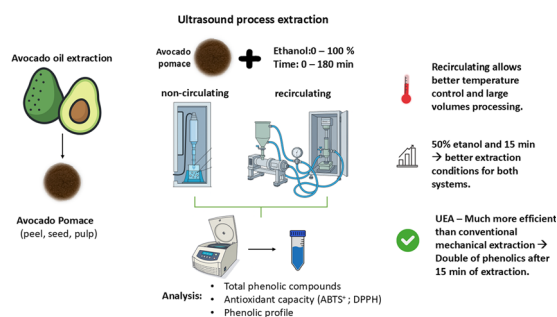 Ultrasound process extraction
Avocado oil extraction
Avocado Pomace
(peel, seed, pulp)
Avocado
pomace
Ethanol:0 – 100 %
Time: 0 – 180 min
non-circulating
recirculating
Analysis:
• Total phenolic compounds
• Antioxidant capacity (ABTS⁺; DPPH)
• Phenolic profile
Recirculating allows
better temperature
control and large
volumes processing.
50% etanol and 15 min
→ better extraction
conditions for both
systems.
UEA – Much more efficient
than conventional
mechanical extraction →
Double of phenolics after
15 min of extraction.